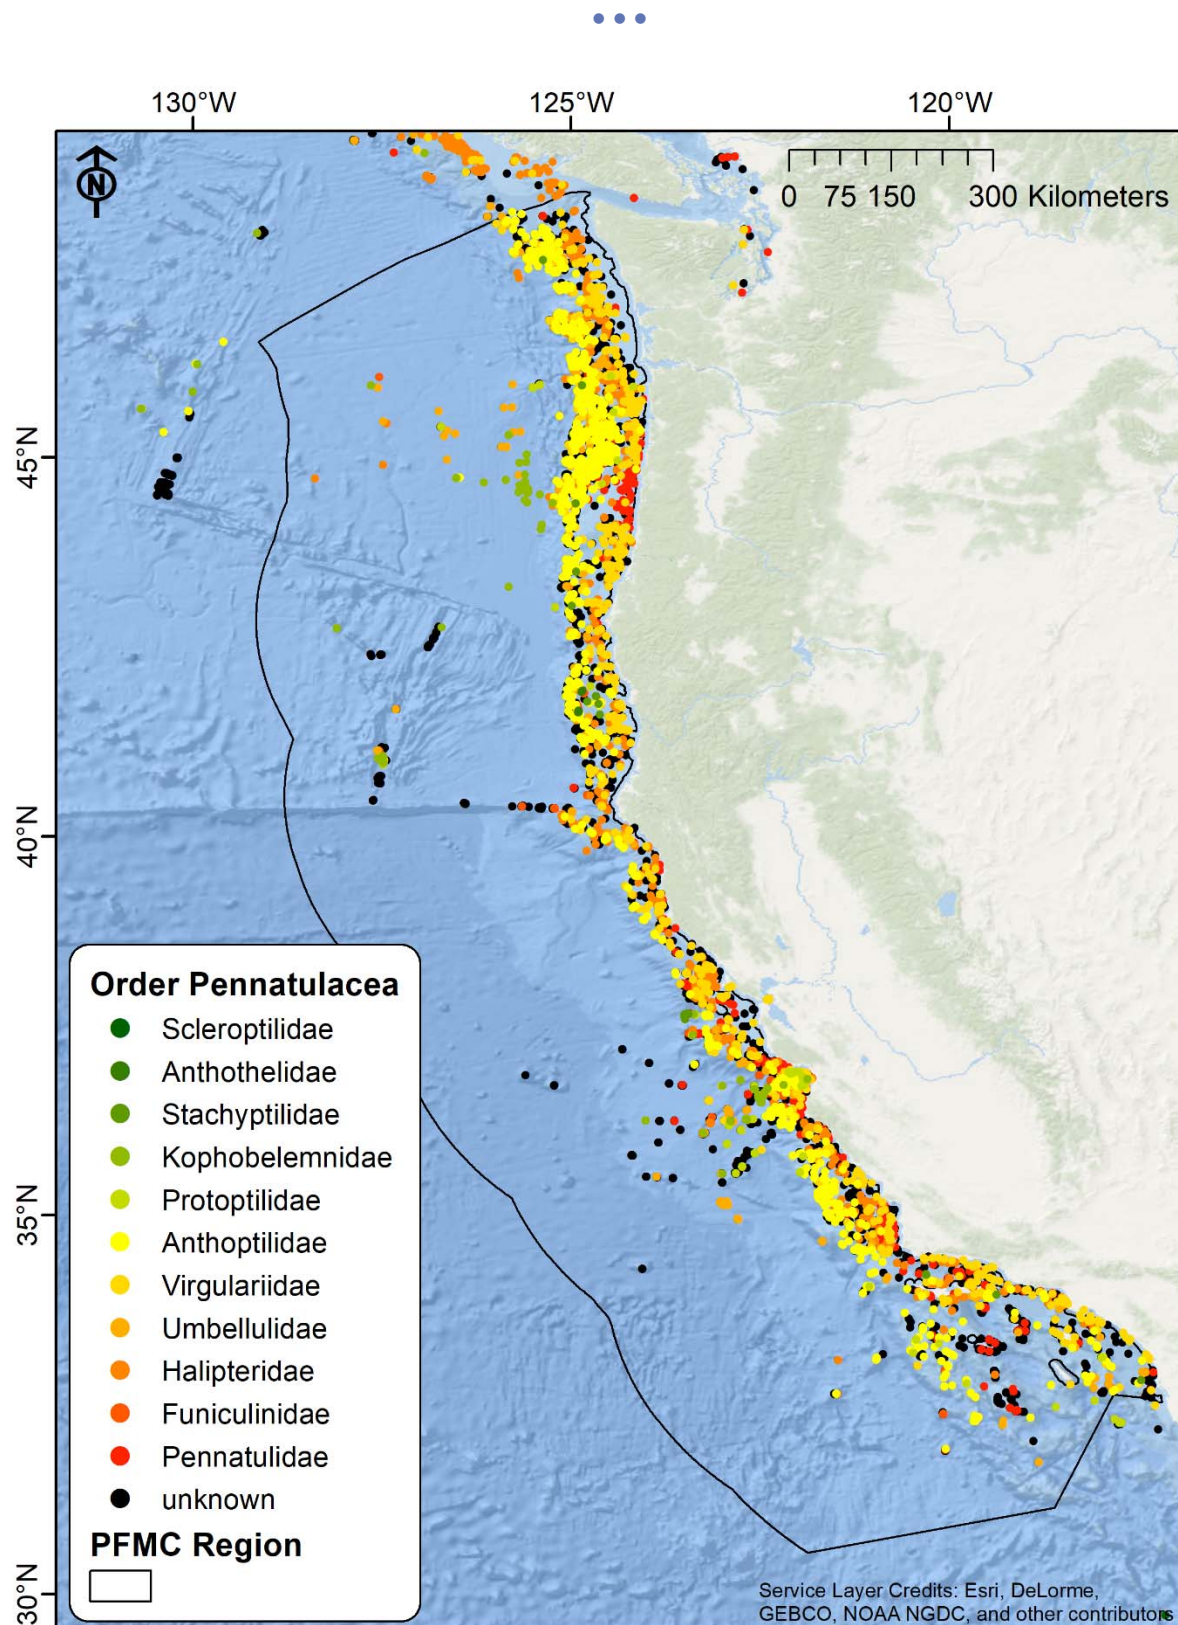 130°W 125°W 120°W
N
0 75 150 300 Kilometers
45°N
40°N
35°N
30°N
Order Pennatulacea
Scleroptilidae
Anthothelidae
Stachyptilidae
Kophobelemnidae
Protoptilidae
Anthoptilidae
Virgulariidae
Umbellulidae
Halipteridae
Funiculinidae
Pennatulidae
unknown
PFMC Region
Service Layer Credits: Esri, DeLorme,
GEBCO, NOAA NGDC, and other contributors